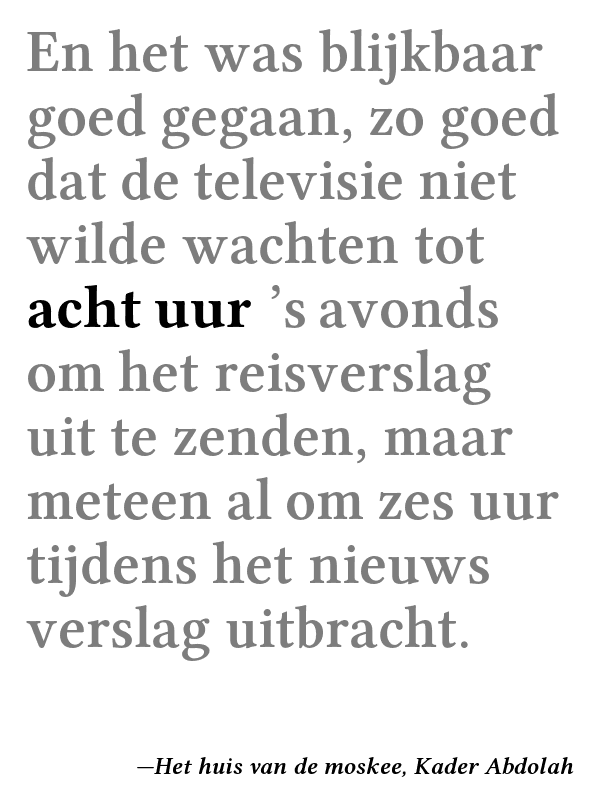 En het was blijkbaar
goed gegaan, zo goed
dat de televisie niet
wilde wachten tot
acht uur ’s avonds
om het reisverslag
uit te zenden, maar
meteen al om zes uur
tijdens het nieuws
verslag uitbracht.
—Het huis van de moskee, Kader Abdolah